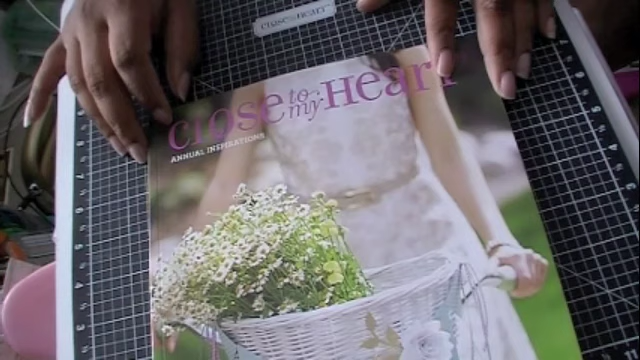 close to my Heart
CLOSE to my HEART
ANNUAL INSPIRATIONS